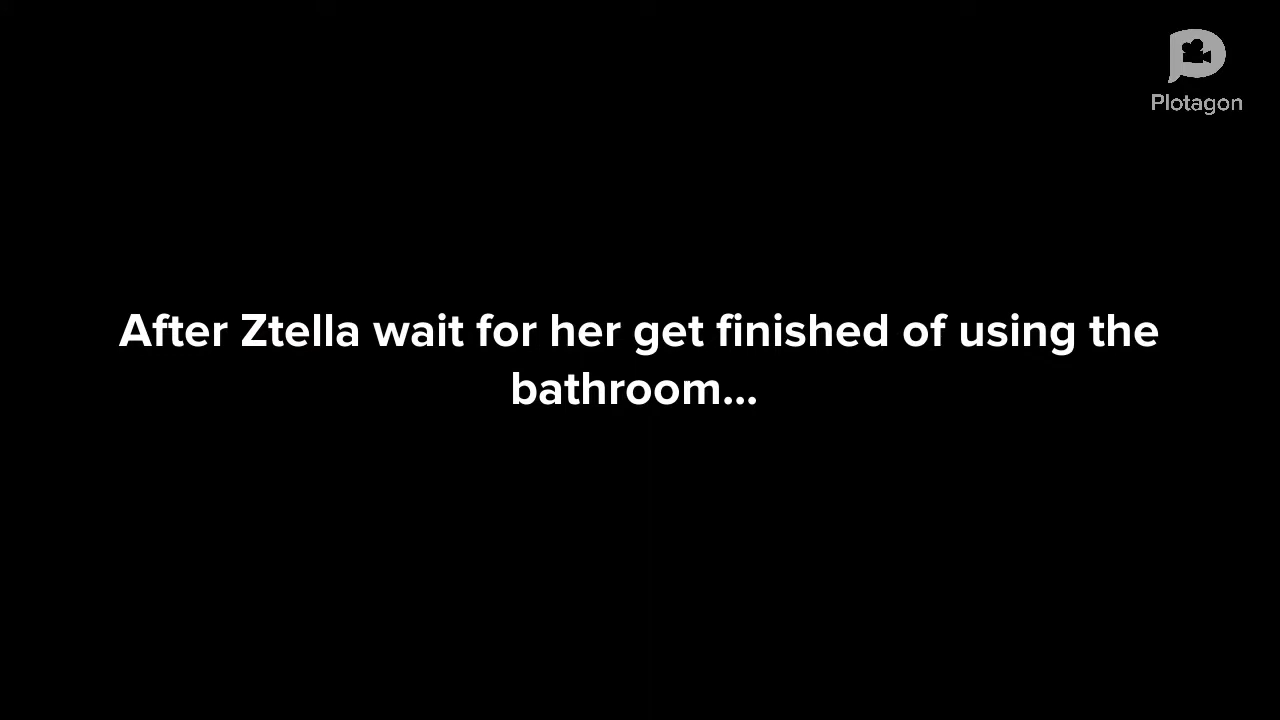 Plotagon
After Ztella wait for her get finished of using the
bathroom...